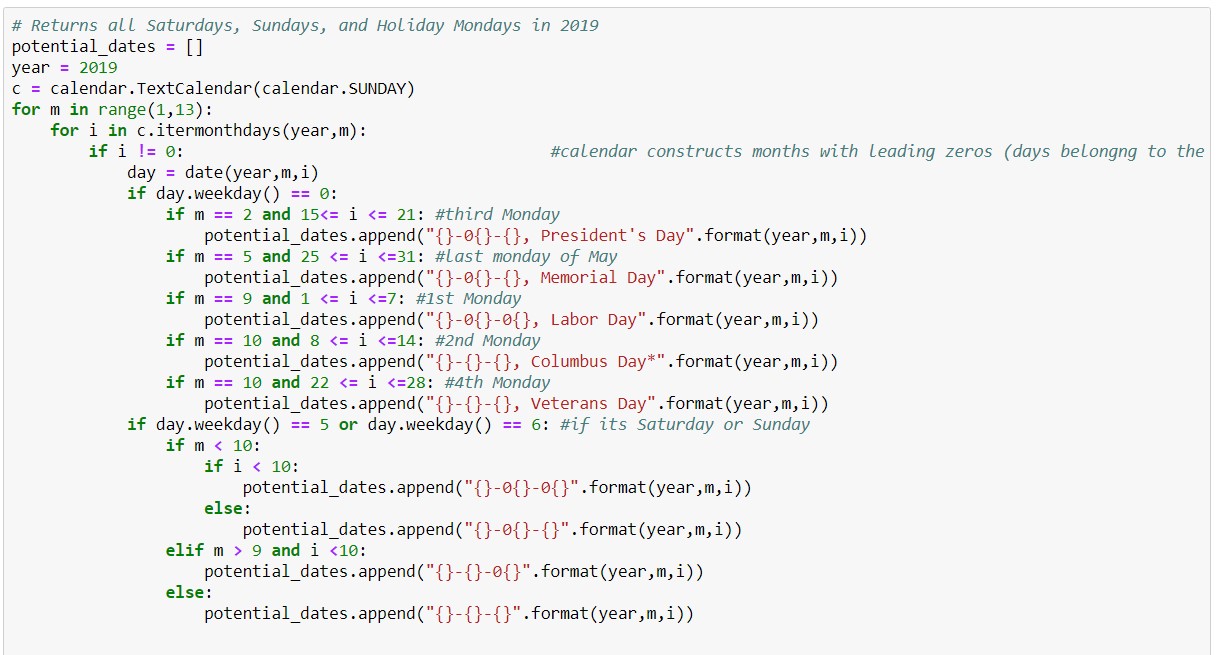 # Returns all Saturdays, Sundays, and Holiday Mondays in 2019
potential_dates = []
year = 2019
c = calendar.TextCalendar(calendar.SUNDAY)
for m in range(1,13):
    for i in c.itermonthdays(year,m):
        if i != 0:                                      #calendar constructs months with leading zeros (days belongng to the
            day = date(year,m,i)
            if day.weekday() == 0:
                if m == 2 and 15<= i <= 21: #third Monday
                    potential_dates.append("{}-0{}-{}, President's Day".format(year,m,i))
                if m == 5 and 25 <= i <=31: #last monday of May
                    potential_dates.append("{}-0{}-{}, Memorial Day".format(year,m,i))
                if m == 9 and 1 <= i <=7: #1st Monday
                    potential_dates.append("{}-0{}-0{}, Labor Day".format(year,m,i))
                if m == 10 and 8 <= i <=14: #2nd Monday
                    potential_dates.append("{}-{}-{}, Columbus Day*".format(year,m,i))
                if m == 10 and 22 <= i <=28: #4th Monday
                    potential_dates.append("{}-{}-{}, Veterans Day".format(year,m,i))
            if day.weekday() == 5 or day.weekday() == 6: #if its Saturday or Sunday
                if m < 10:
                    if i < 10:
                        potential_dates.append("{}-0{}-0{}".format(year,m,i))
                    else:
                        potential_dates.append("{}-0{}-{}".format(year,m,i))
                elif m > 9 and i <10:
                    potential_dates.append("{}-{}-0{}".format(year,m,i))
                else:
                    potential_dates.append("{}-{}-{}".format(year,m,i))